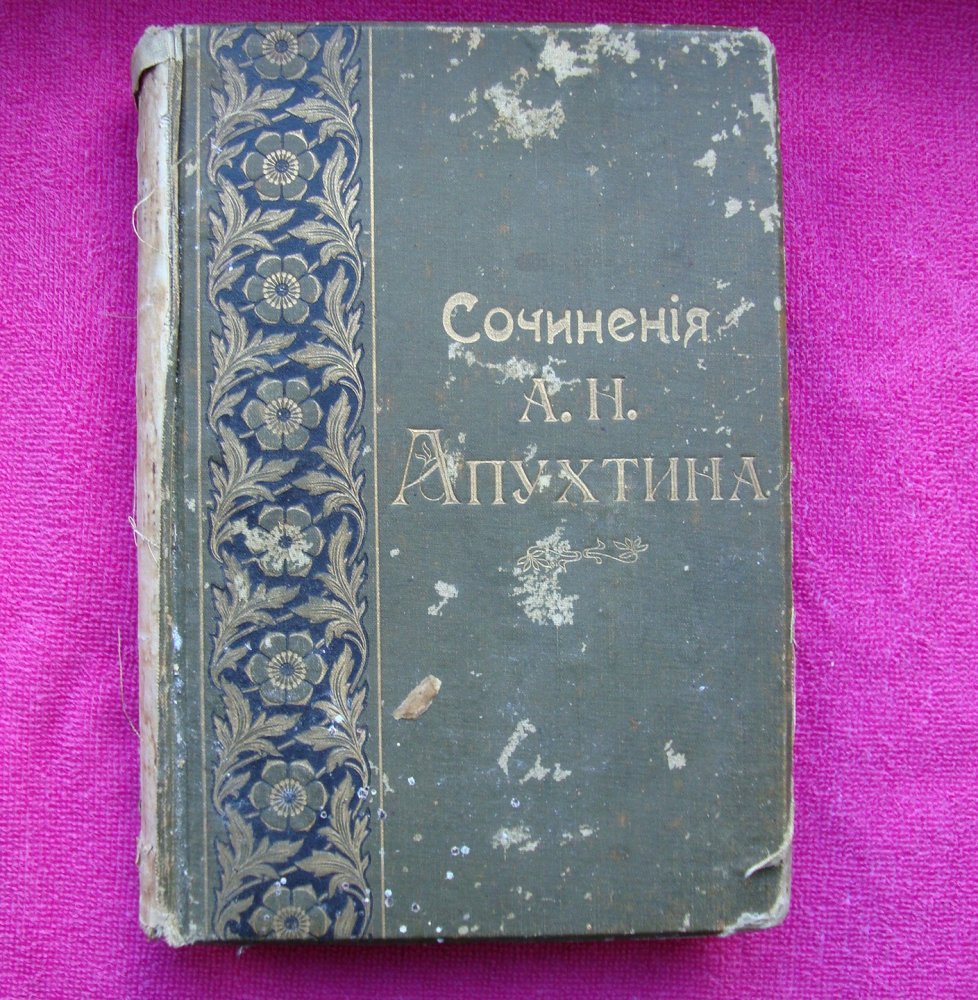 Сочиненія
А. Н.
Апухтина